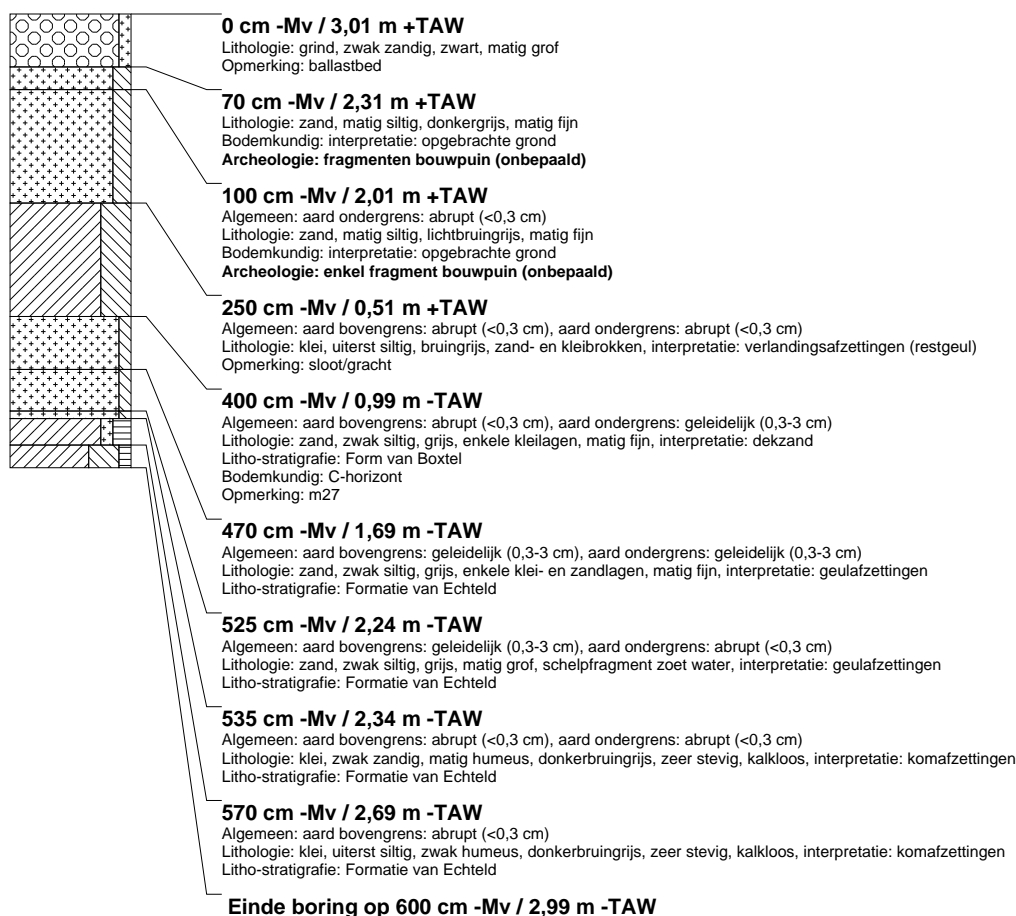 0 cm -Mv / 3,01 m +TAW
Lithologie: grind, zwak zandig, zwart, matig grof
Opmerking: ballastbed
70 cm -Mv / 2,31 m +TAW
Lithologie: zand, matig siltig, donkergrijs, matig fijn
Bodemkundig: interpretatie: opgebrachte grond
Archeologie: fragmenten bouwpuin (onbepaald)
100 cm -Mv / 2,01 m +TAW
Algemeen: aard ondergrens: abrupt (<0,3 cm)
Lithologie: zand, matig siltig, lichtbruingrijs, matig fijn
Bodemkundig: interpretatie: opgebrachte grond
Archeologie: enkel fragment bouwpuin (onbepaald)
250 cm -Mv / 0,51 m +TAW
Algemeen: aard bovengrens: abrupt (<0,3 cm), aard ondergrens: abrupt (<0,3 cm)
Lithologie: klei, uiterst siltig, bruingrijs, zand- en kleibrokken, interpretatie: verlandingsafzettingen (restgeul)
Opmerking: sloot/gracht
400 cm -Mv / 0,99 m -TAW
Algemeen: aard bovengrens: abrupt (<0,3 cm), aard ondergrens: geleidelijk (0,3-3 cm)
Lithologie: zand, zwak siltig, grijs, enkele kleilagen, matig fijn, interpretatie: dekzand
Litho-stratigrafie: Form van Boxtel
Bodemkundig: C-horizont
Opmerking: m27
470 cm -Mv / 1,69 m -TAW
Algemeen: aard bovengrens: geleidelijk (0,3-3 cm), aard ondergrens: geleidelijk (0,3-3 cm)
Lithologie: zand, zwak siltig, grijs, enkele klei- en zandlagen, matig fijn, interpretatie: geulafzettingen
Litho-stratigrafie: Formatie van Echteld
525 cm -Mv / 2,24 m -TAW
Algemeen: aard bovengrens: geleidelijk (0,3-3 cm), aard ondergrens: abrupt (<0,3 cm)
Lithologie: zand, zwak siltig, grijs, matig grof, schelpfragment zoet water, interpretatie: geulafzettingen
Litho-stratigrafie: Formatie van Echteld
535 cm -Mv / 2,34 m -TAW
Algemeen: aard bovengrens: abrupt (<0,3 cm), aard ondergrens: abrupt (<0,3 cm)
Lithologie: klei, zwak zandig, matig humeus, donkerbruingrijs, zeer stevig, kalkloos, interpretatie: komafzettingen
Litho-stratigrafie: Formatie van Echteld
570 cm -Mv / 2,69 m -TAW
Algemeen: aard bovengrens: abrupt (<0,3 cm)
Lithologie: klei, uiterst siltig, zwak humeus, donkerbruingrijs, zeer stevig, kalkloos, interpretatie: komafzettingen
Litho-stratigrafie: Formatie van Echteld
Einde boring op 600 cm -Mv / 2,99 m -TAW